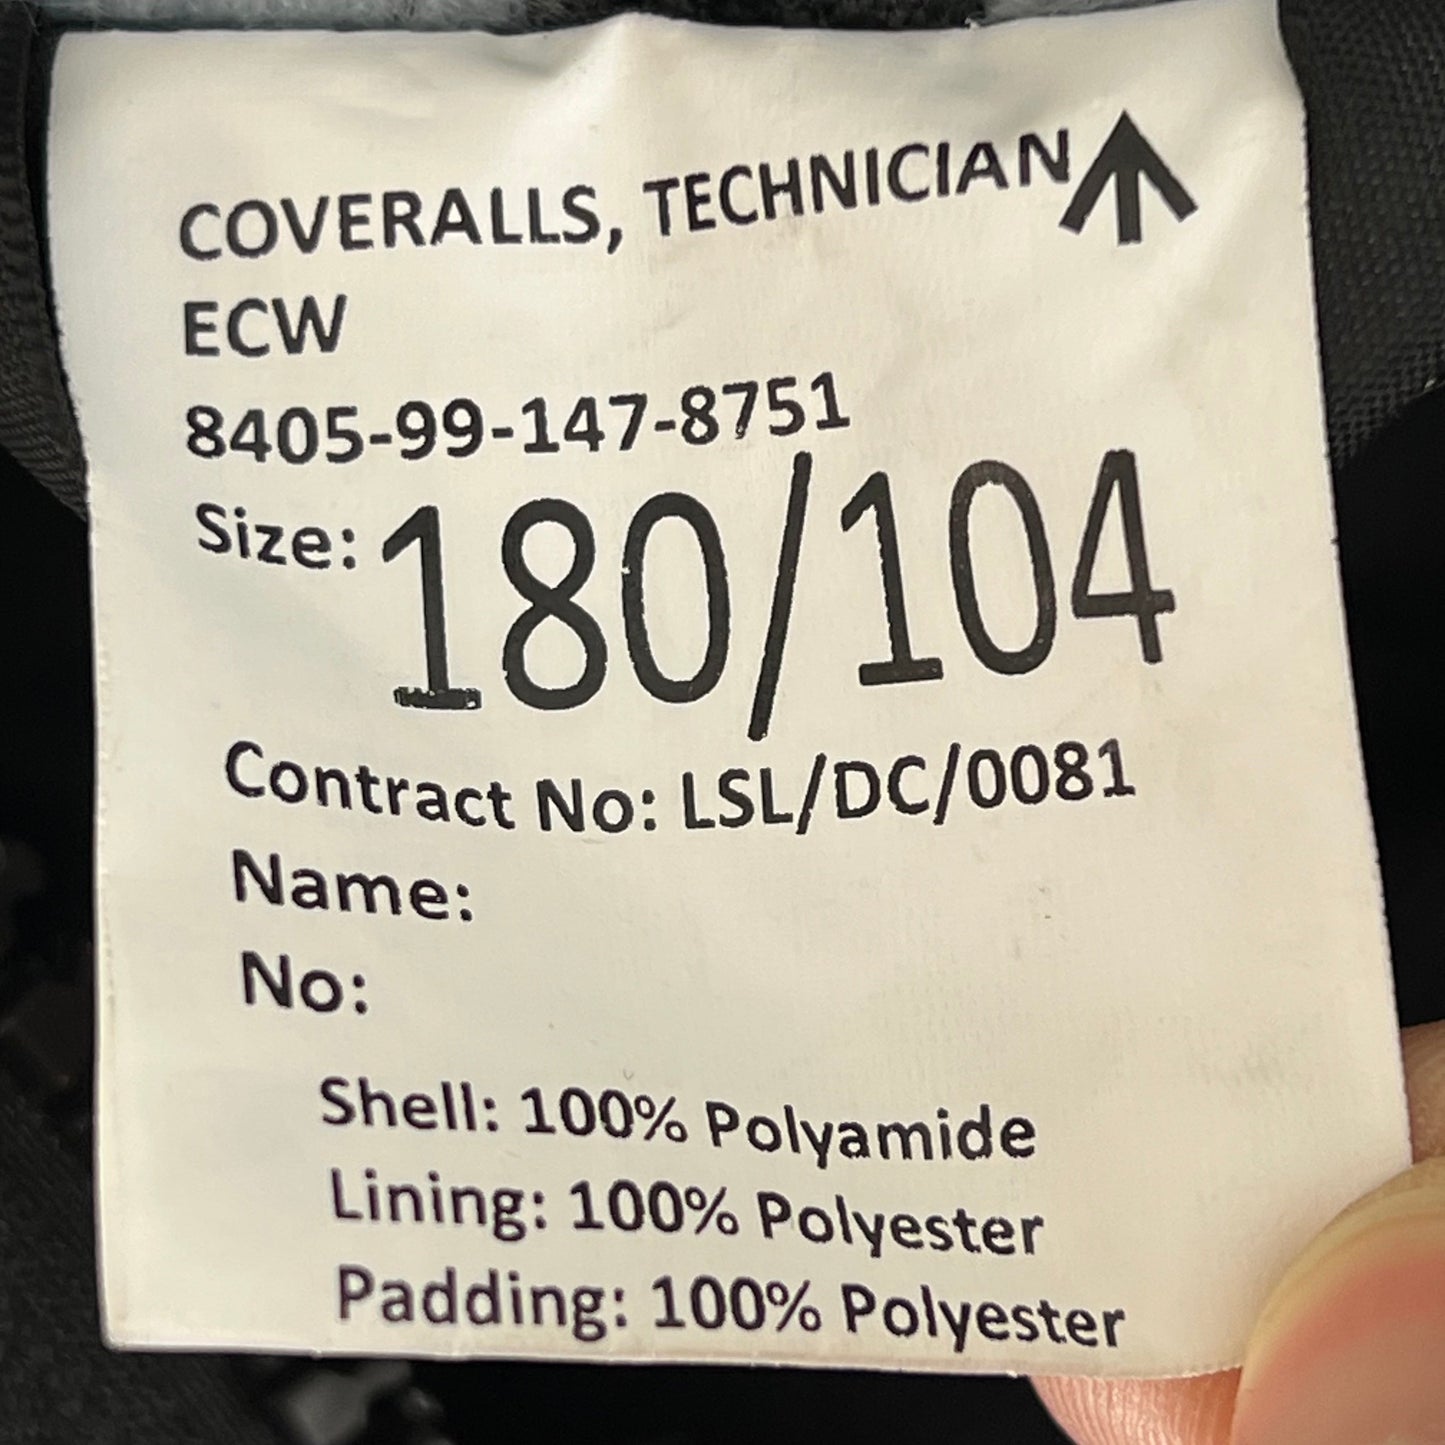 COVERALLS, TECHNICIAN
ECW
8405-99-147-8751
Size: 180/104
Contract No: LSL/DC/0081
Name:
No:
Shell: 100% Polyamide
Lining: 100% Polyester
Padding: 100% Polyester